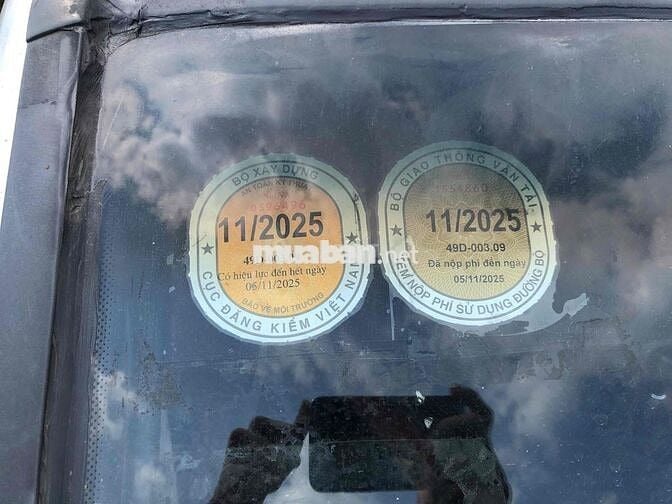 BỘ XÂY DỰNG
AN TOÀN KỸ THUẬT
11/2025
Có hiệu lực đến hết ngày
06/11/2025
BẢO VỆ MÔI TRƯỜNG
CỤC ĐĂNG KIỂM VIỆT NAM
BỘ GIAO THÔNG VẬN TẢI
11/2025
49D-003.09
Đã nộp phí đến ngày
05/11/2025
TEM NỘP PHÍ SỬ DỤNG ĐƯỜNG BỘ
muaban.net